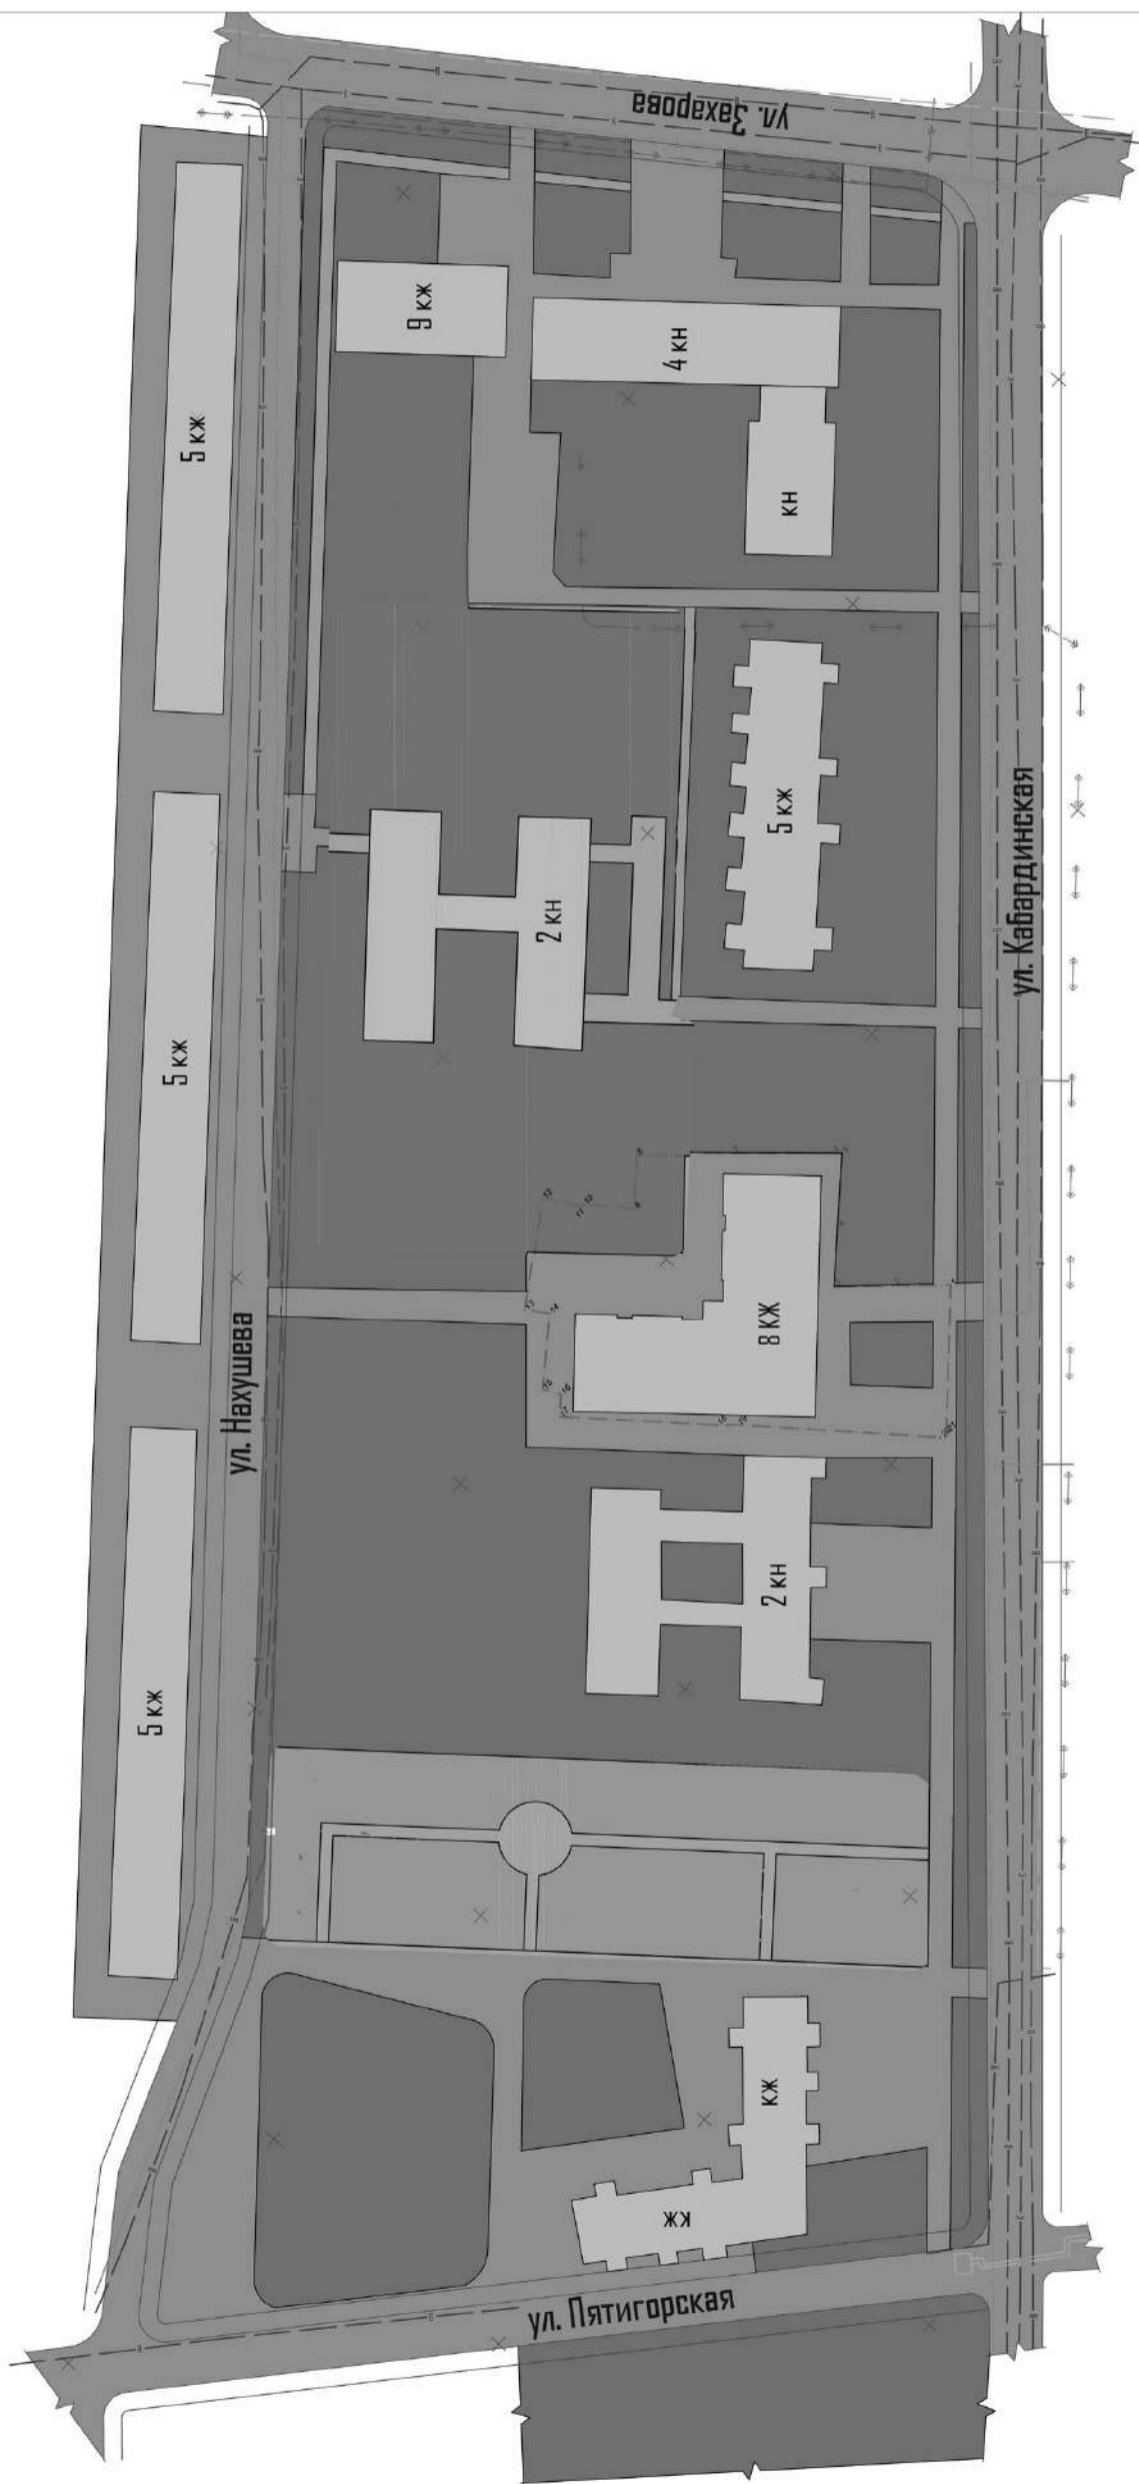 ул. Захарова
9 кж
4 кн
5 кж
кн
5 кж
ул. Кабардинская
2 кн
5 кж
8 КЖ
ул. Нахушева
2 кн
5 кж
кж
кж
ул. Пятигорская